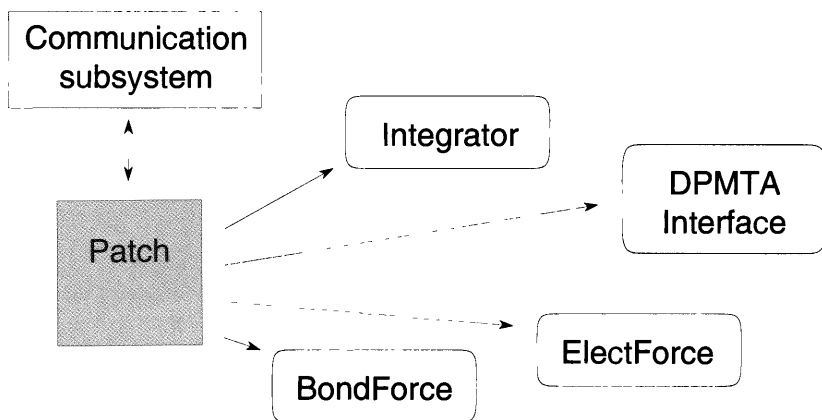 Communication
subsystem
Integrator
DPMTA
Interface
Patch
ElectForce
BondForce